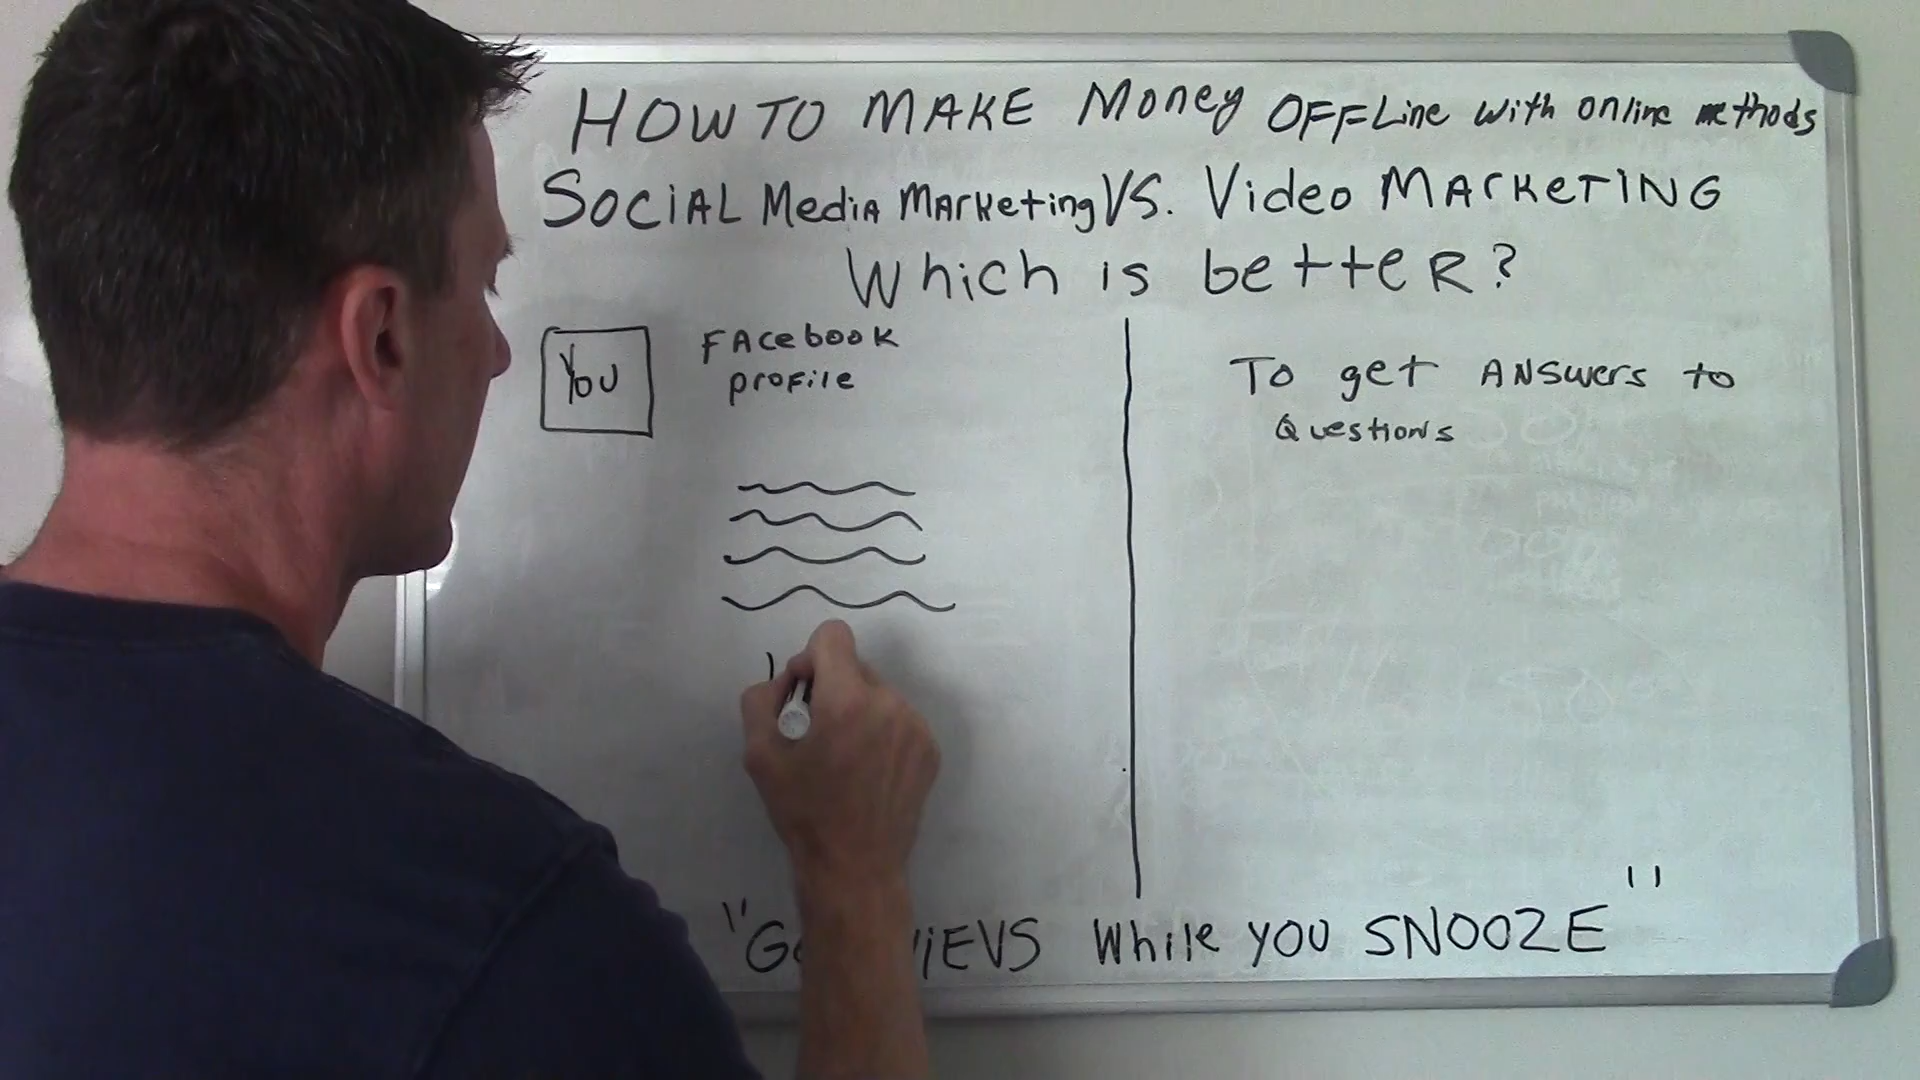 HOW TO MAKE Money OFFLine with online methods
SOCIAL Media Marketing VS. Video MARKETING
Which is better?
You
FAcebook
profile
To get Answers to
Questions
while you SNOOZE"